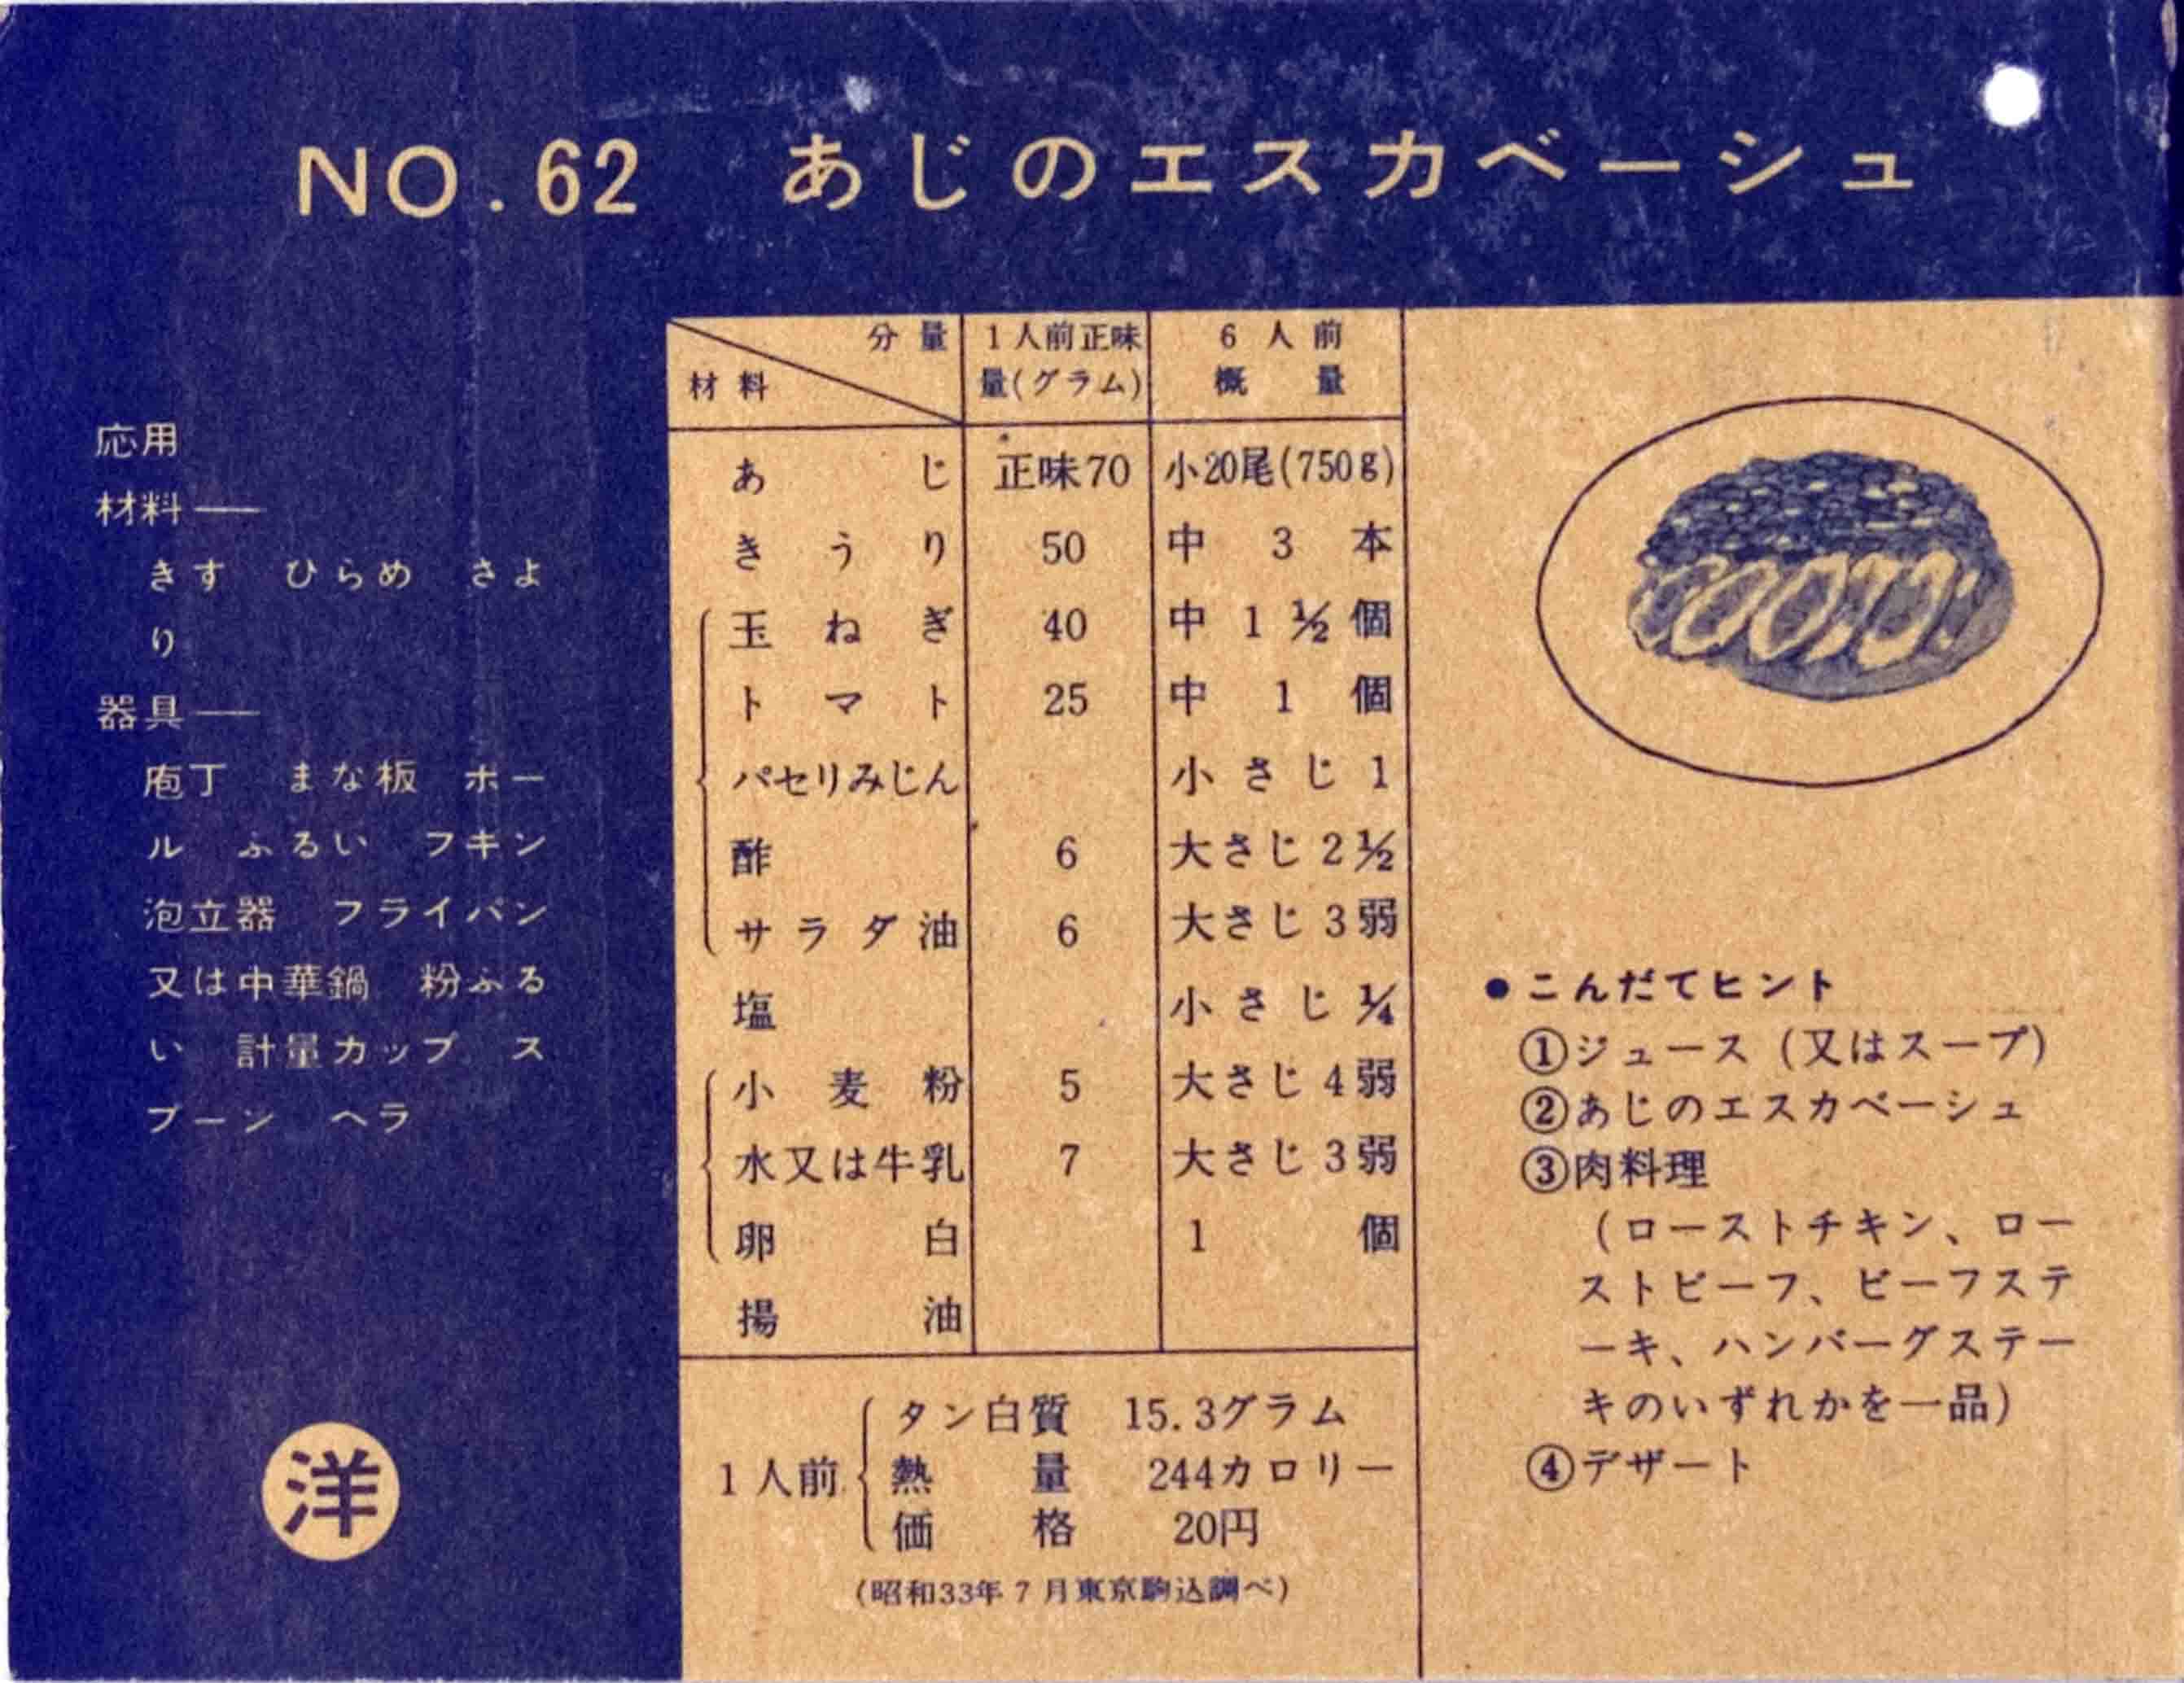 NO.62 あじのエスカベーシュ
応用
材料――
きす ひらめ さよ
り
器具――
庖丁 まな板 ボー
ル ふるい フキン
泡立器 フライパン
又は中華鍋 粉ふる
い 計量カップ ス
プーン ヘラ
洋
分量 1人前正味 6人前
材料 量(グラム) 概量
あじ 正味70 小20尾(750g)
きうり 50 中3本
玉ねぎ 40 中1½個
トマト 25 中1個
パセリみじん 小さじ1
酢 6 大さじ2½
サラダ油 6 大さじ3弱
塩 小さじ¼
小麦粉 5 大さじ4弱
水又は牛乳 7 大さじ3弱
卵白 1個
揚油
タン白質 15.3グラム
1人前 熱量 244カロリー
価格 20円
(昭和33年7月東京駒込調べ)
●こんだてヒント
①ジュース(又はスープ)
②あじのエスカベーシュ
③肉料理
(ローストチキン、ロー
ストビーフ、ビーフステ
ーキ、ハンバーグステー
キのいずれかを一品)
④デザート